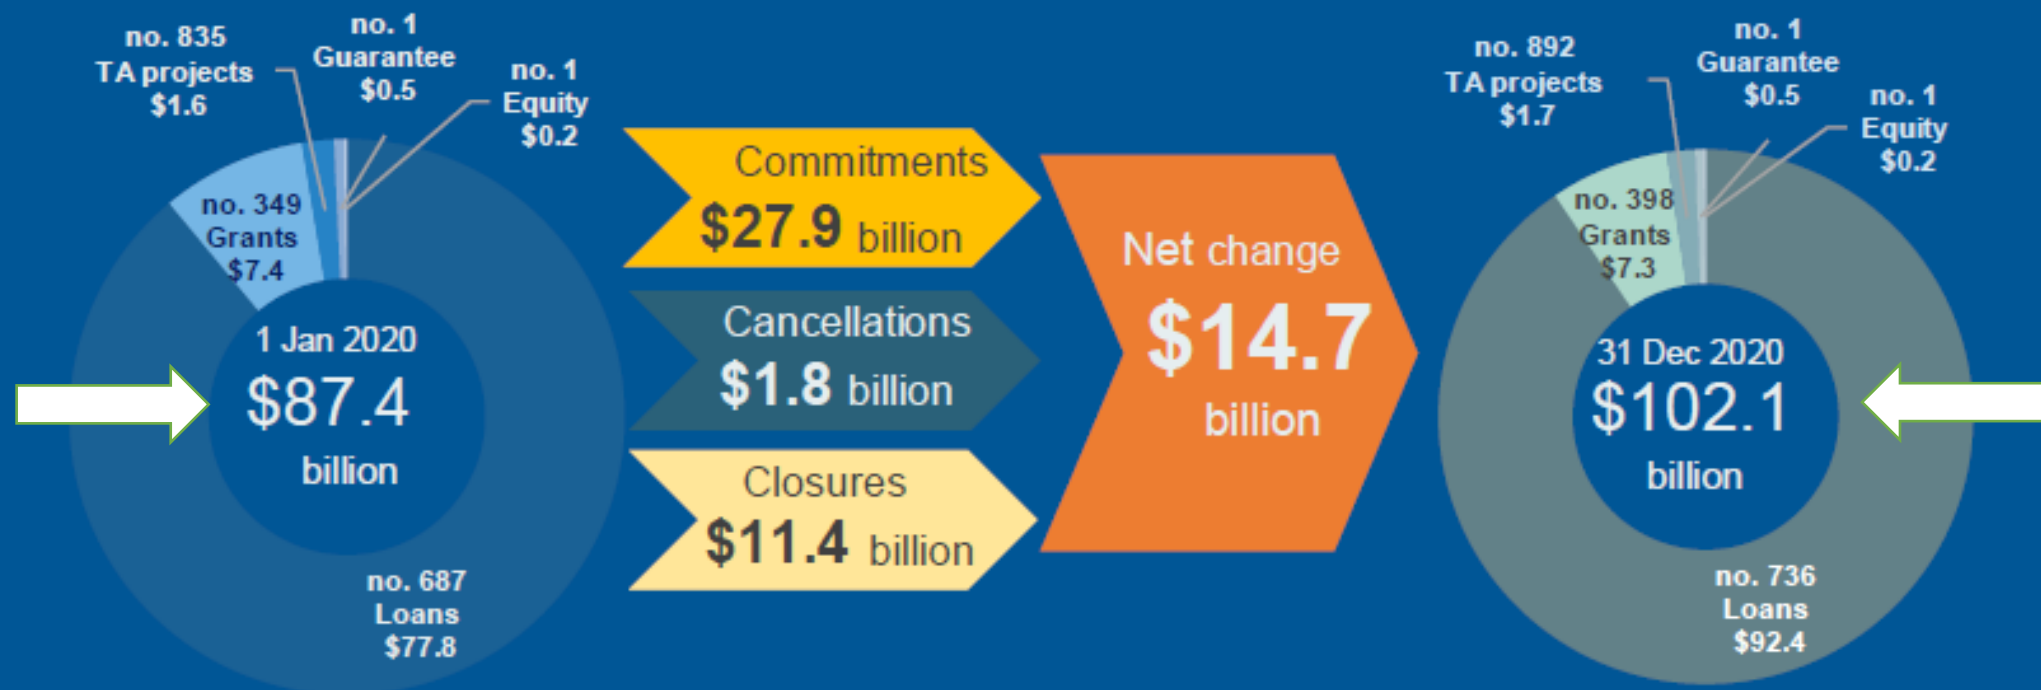 no. 835
TA projects
$1.6
no. 1
Guarantee
$0.5
no. 1
Equity
$0.2
no. 349
Grants
$7.4
1 Jan 2020
$87.4
billion
no. 687
Loans
$77.8
Commitments
$27.9 billion
Cancellations
$1.8 billion
Closures
$11.4 billion
Net change
$14.7
billion
no. 892
TA projects
$1.7
no. 1
Guarantee
$0.5
no. 1
Equity
$0.2
no. 398
Grants
$7.3
31 Dec 2020
$102.1
billion
no. 736
Loans
$92.4